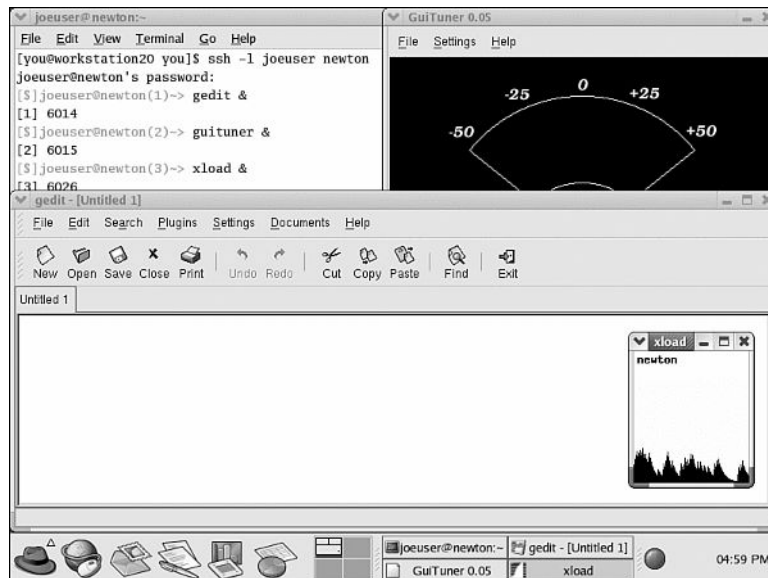 joeuser@newton:~
File Edit View Terminal Go Help
[you@workstation20 you]$ ssh -l joeuser newton
joeuser@newton's password:
[$]joeuser@newton(1)~> gedit &
[1] 6014
[$]joeuser@newton(2)~> guituner &
[2] 6015
[$]joeuser@newton(3)~> xload &
[3] 6026
GuiTuner 0.05
File Settings Help
-50 -25 0 +25 +50
gedit - [Untitled 1]
File Edit Search Plugins Settings Documents Help
New Open Save Close Print Undo Redo Cut Copy Paste Find Exit
Untitled 1
xload
newton
joeuser@newton:~ gedit - [Untitled 1]
GuiTuner 0.05 xload
04:59 PM